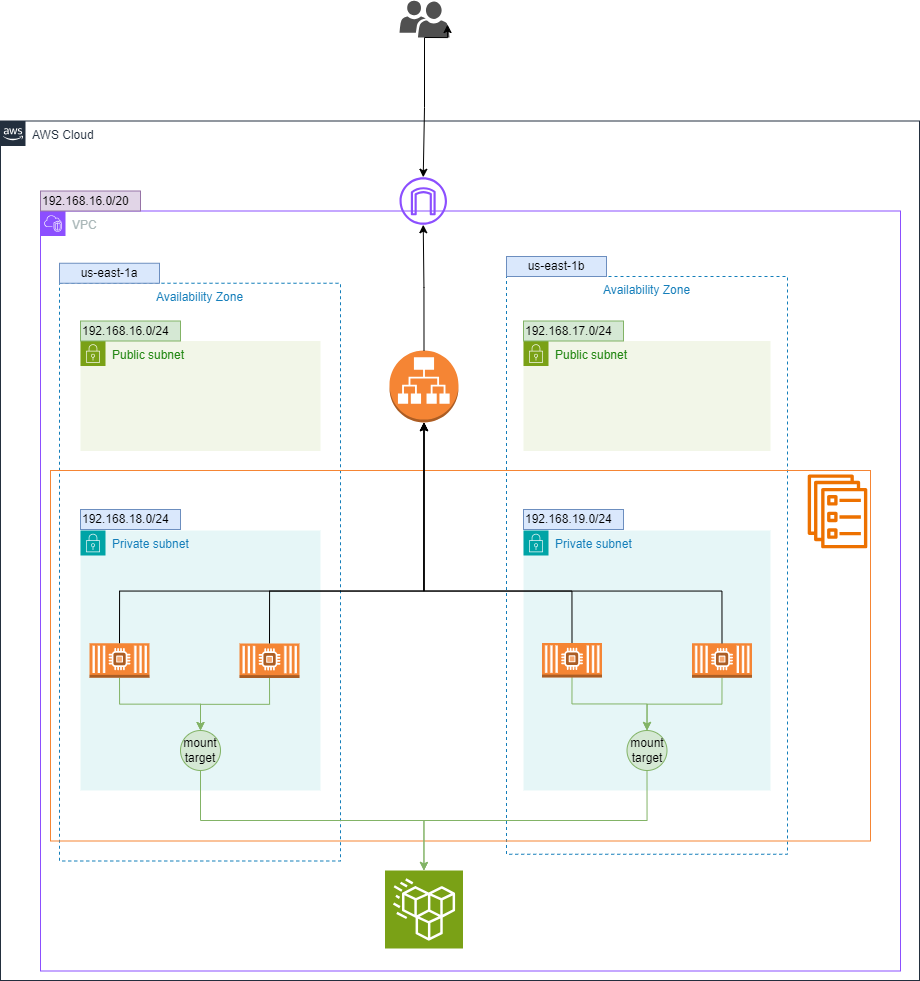 aws
AWS Cloud
192.168.16.0/20
VPC
us-east-1a
us-east-1b
Availability Zone
Availability Zone
192.168.16.0/24
192.168.17.0/24
Public subnet
Public subnet
192.168.18.0/24
192.168.19.0/24
Private subnet
Private subnet
mount
target
mount
target